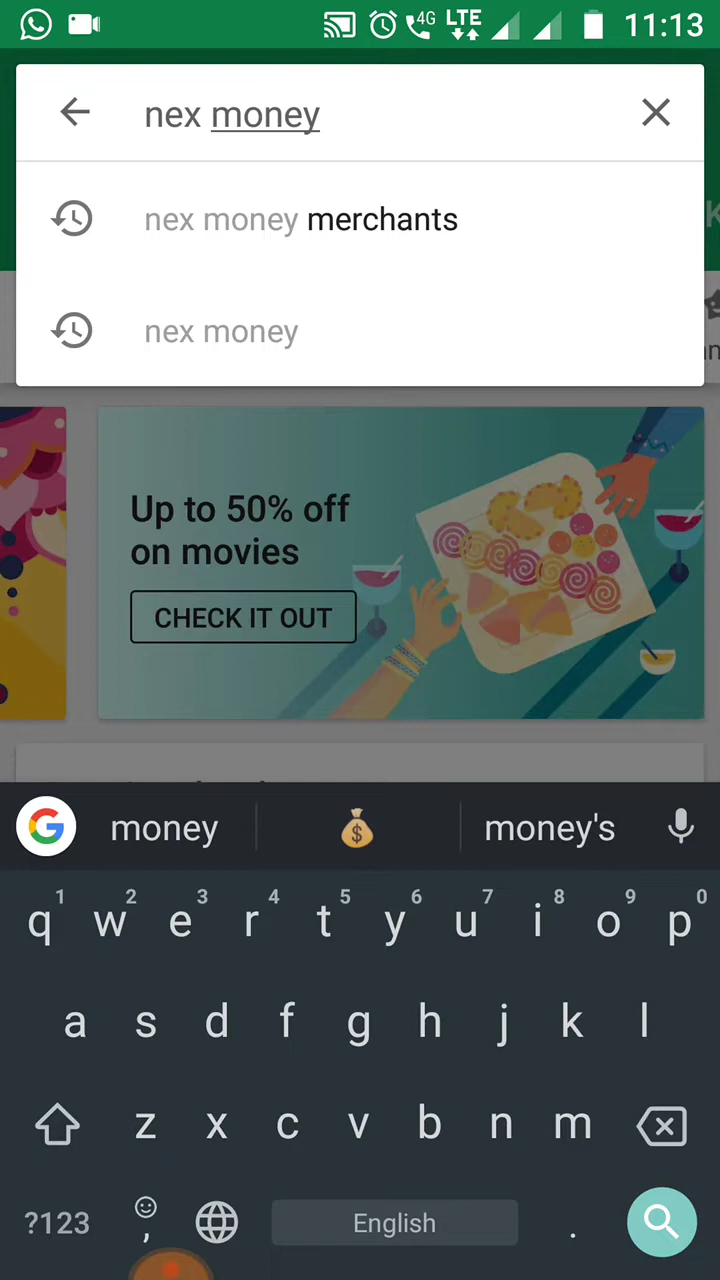 4G LTE 11:13
nex money
nex money merchants
nex money
K
an
Up to 50% off
on movies
CHECK IT OUT
G money $ money's
1 2 3 4 5 6 7 8 9 0
q w e r t y u i o p
a s d f g h j k l
z x c v b n m
?123 , English .